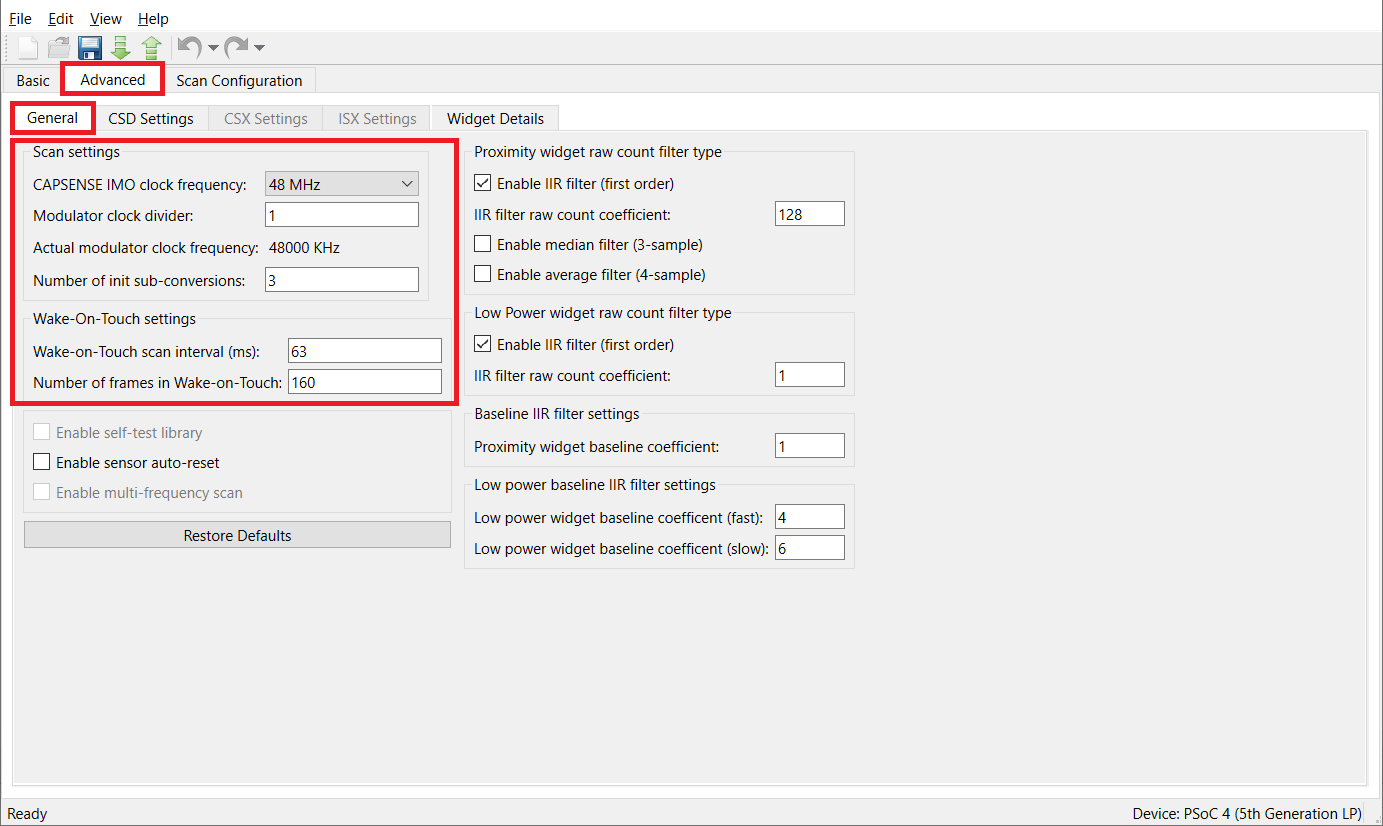 File Edit View Help
Basic Advanced Scan Configuration
General CSD Settings CSX Settings ISX Settings Widget Details
Scan settings
CAPSENSE IMO clock frequency: 48 MHz
Modulator clock divider: 1
Actual modulator clock frequency: 48000 KHz
Number of init sub-conversions: 3
Wake-On-Touch settings
Wake-on-Touch scan interval (ms): 63
Number of frames in Wake-on-Touch: 160
Enable self-test library
Enable sensor auto-reset
Enable multi-frequency scan
Restore Defaults
Proximity widget raw count filter type
Enable IIR filter (first order)
IIR filter raw count coefficient: 128
Enable median filter (3-sample)
Enable average filter (4-sample)
Low Power widget raw count filter type
Enable IIR filter (first order)
IIR filter raw count coefficient: 1
Baseline IIR filter settings
Proximity widget baseline coefficient: 1
Low power baseline IIR filter settings
Low power widget baseline coefficent (fast): 4
Low power widget baseline coefficent (slow): 6
Ready Device: PSoC 4 (5th Generation LP)